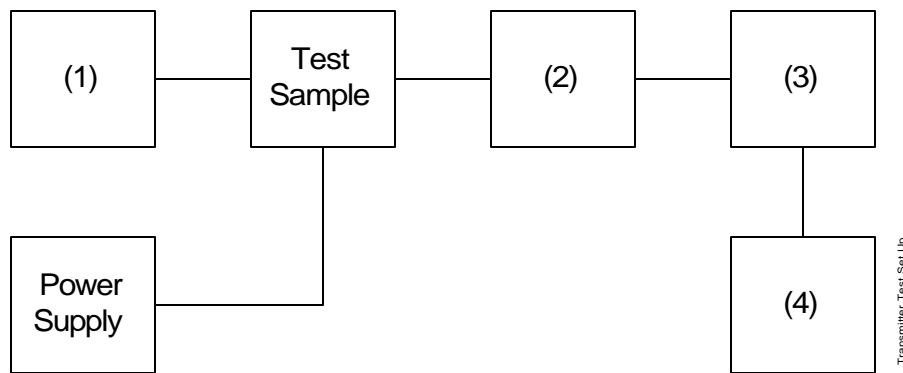 (1)
Test
Sample
(2)
(3)
Power
Supply
(4)
Transmitter Test Set Up